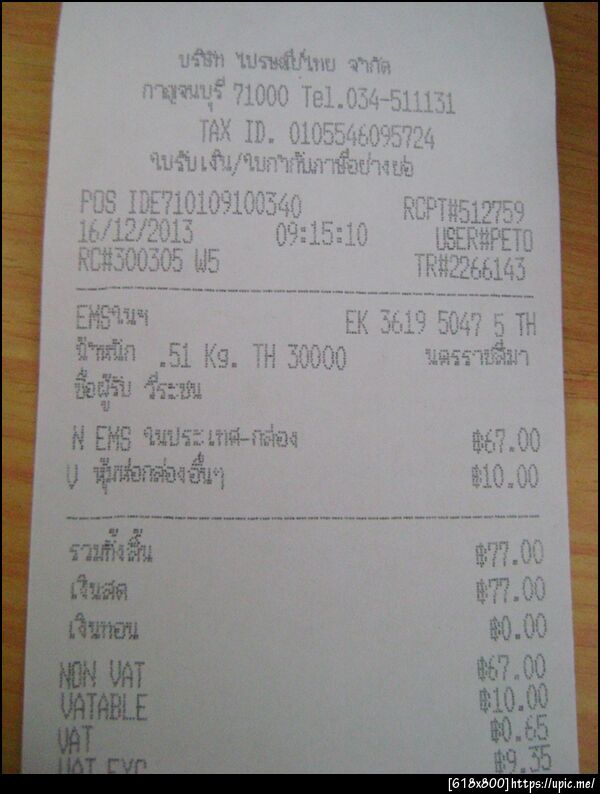 บริษัท ไปรษณีย์ไทย จำกัด
กาญจนบุรี 71000 Tel.034-511131
TAX ID. 0105546095724
ใบรับเงิน/ใบกำกับภาษีอย่างย่อ
POS IDE710109100340 RCPT#512759
16/12/2013 09:15:10 USER#PETO
RC#300305 W5 TR#2266143
EMSในฯ EK 3619 5047 5 TH
น้ำหนัก .51 Kg. TH 30000 นครราชสีมา
ชื่อผู้รับ วีระชน
N EMS ในประเทศ-กล่อง ฿67.00
V หุ้มห่อกล่องอื่นๆ ฿10.00
รวมทั้งสิ้น ฿77.00
เงินสด ฿77.00
เงินทอน ฿0.00
NON VAT ฿67.00
VATABLE ฿10.00
VAT ฿0.65
VAT EXC ฿9.35
[618x800]https://upic.me/